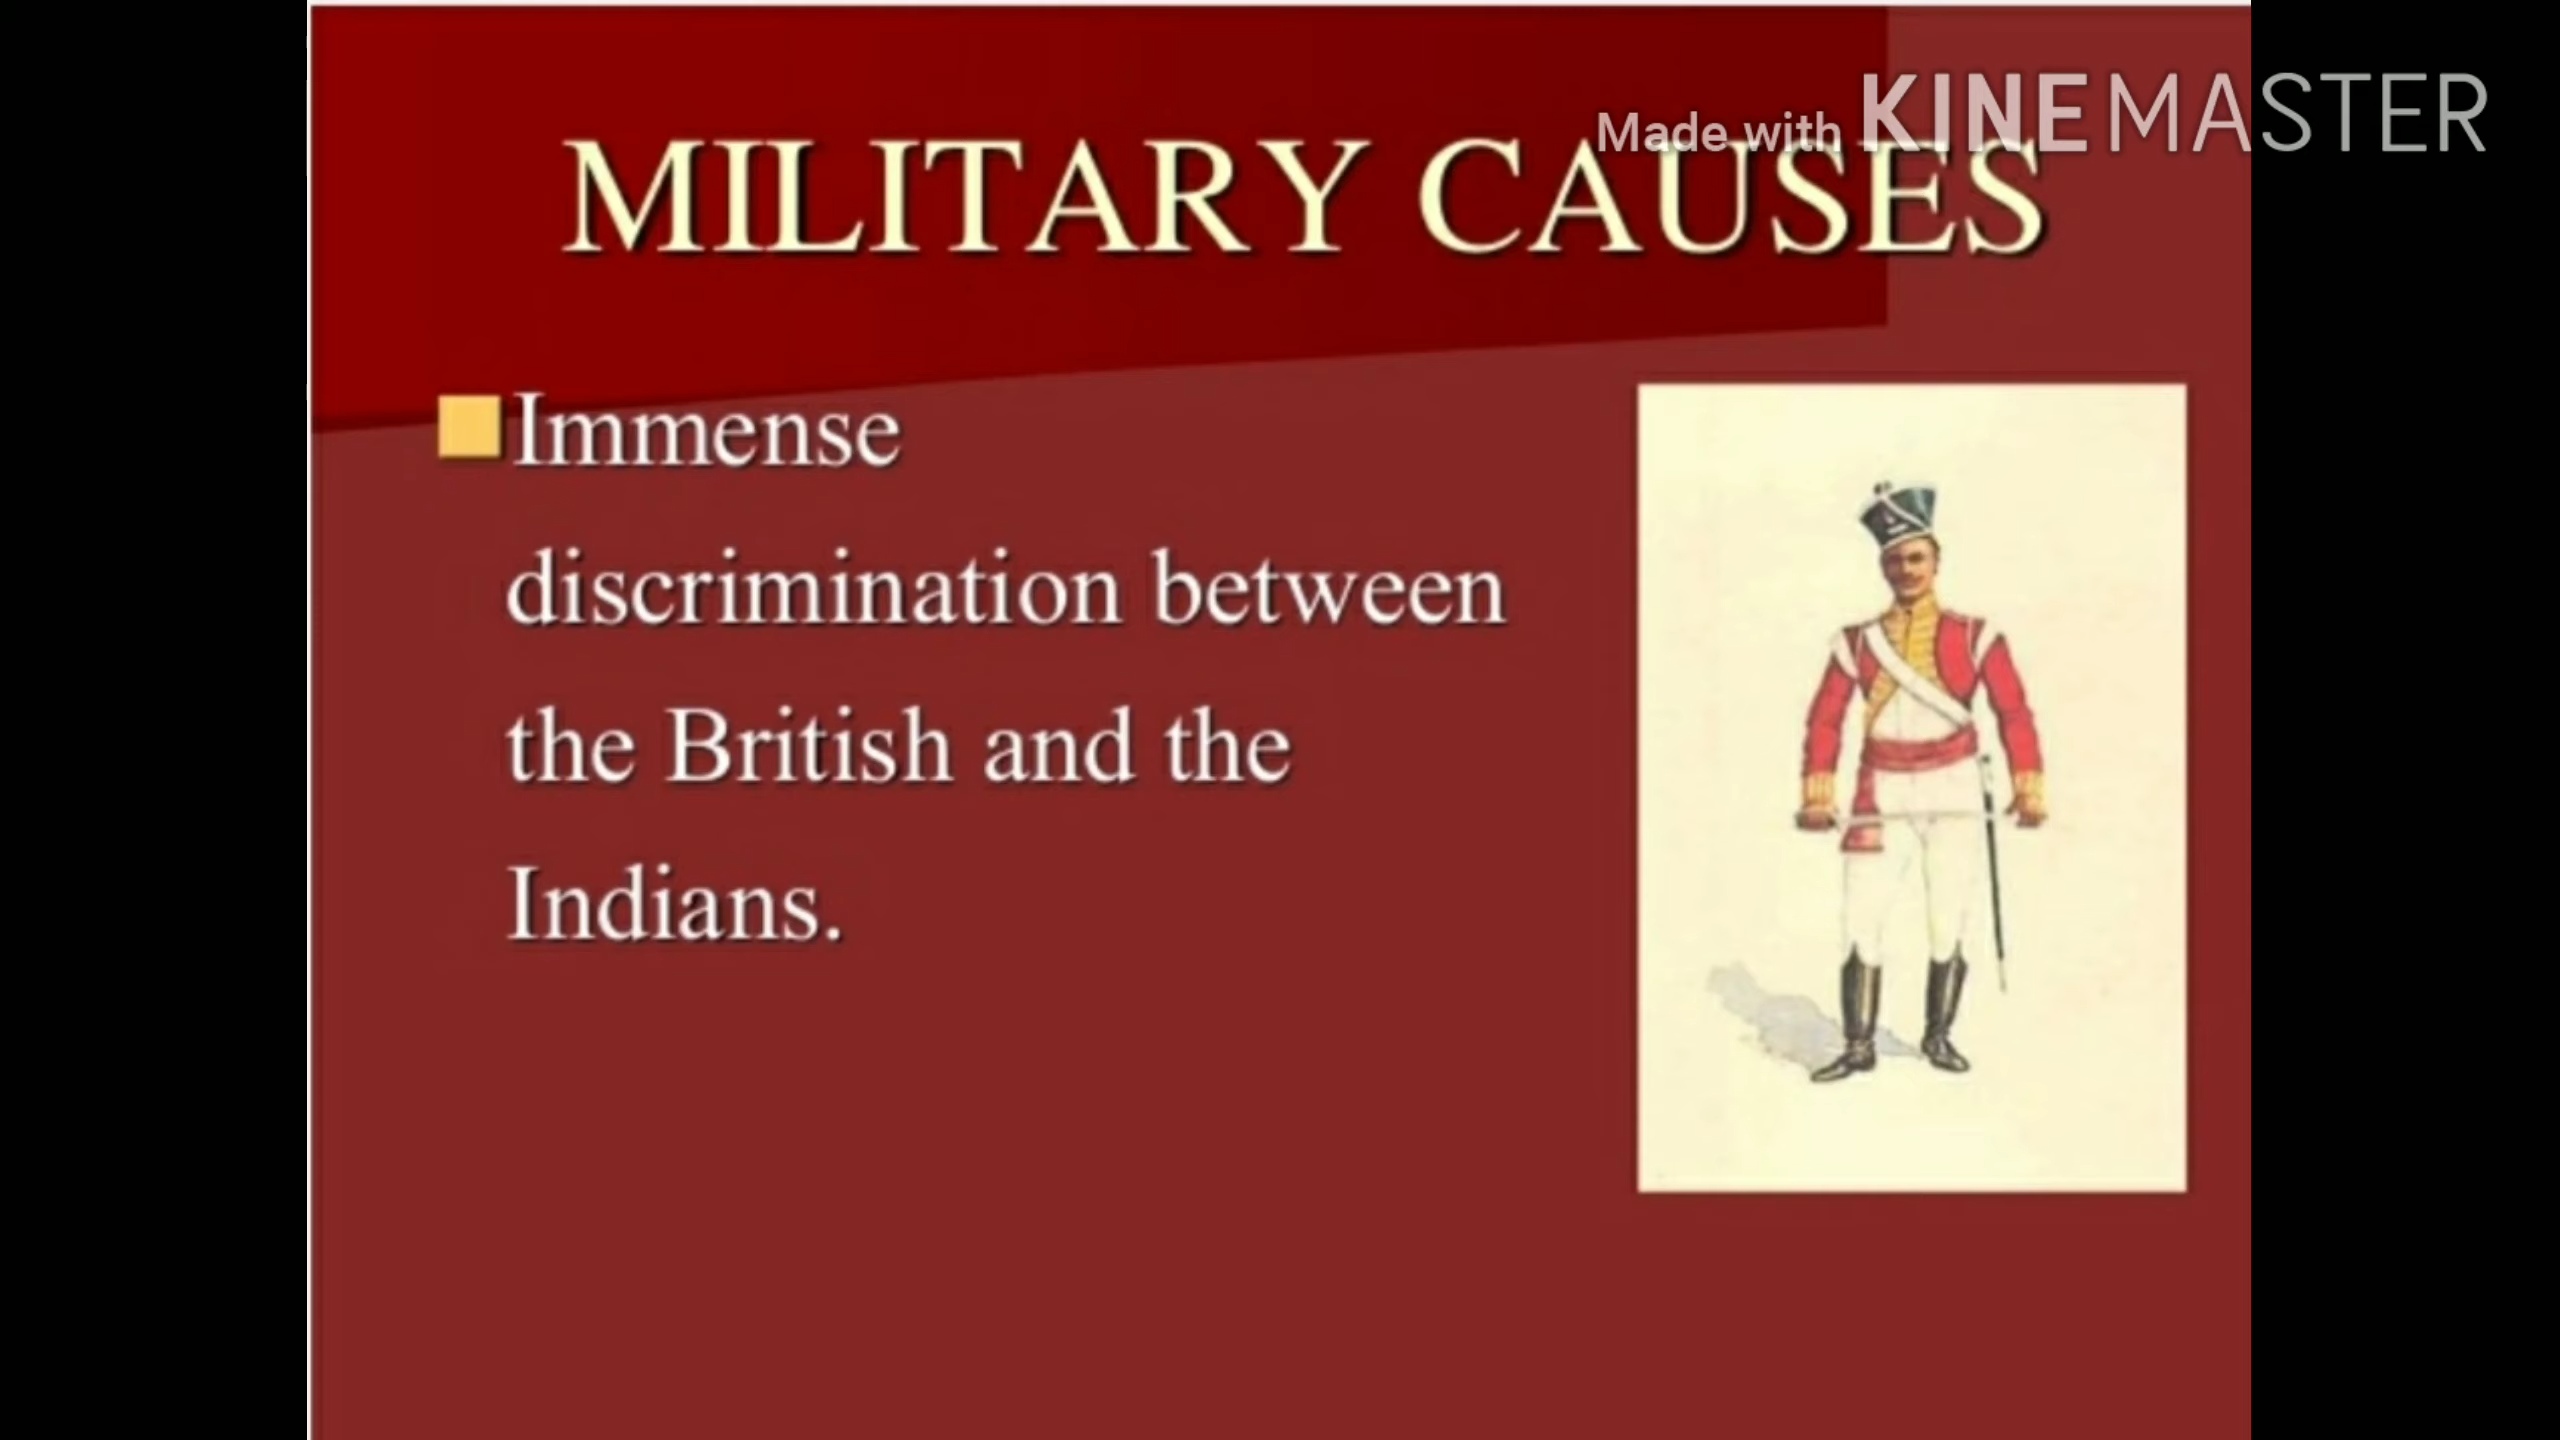 Made with KINEMASTER
MILITARY CAUSES
Immense
discrimination between
the British and the
Indians.